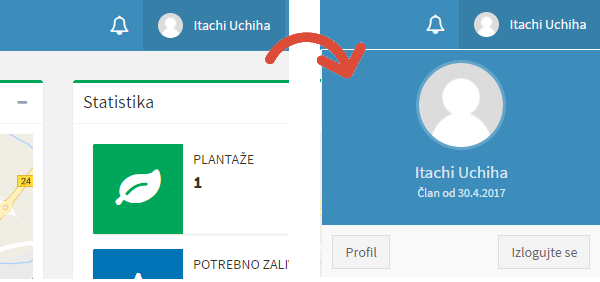 Itachi Uchiha
Statistika
24
PLANTAŽE
1
POTREBNO
Itachi Uchiha
Itachi Uchiha
Član od 30.4.2017
Profil
Izlogujte se